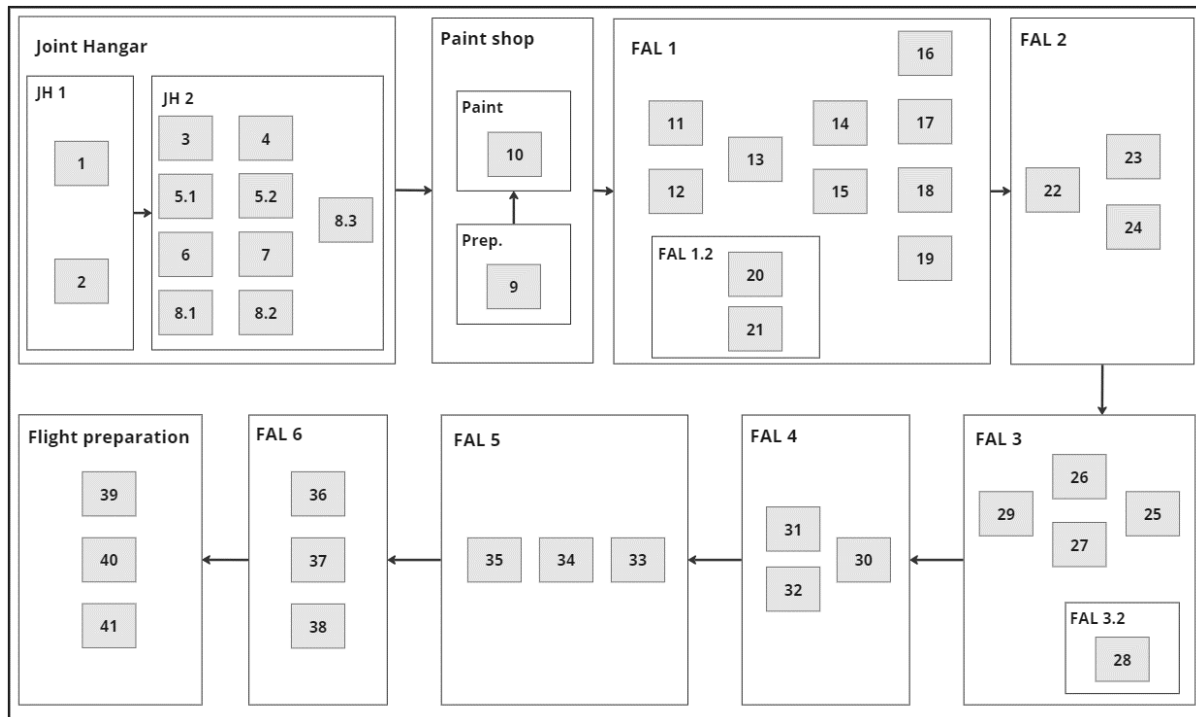 Joint Hangar
JH 1
1
2
JH 2
3
4
5.1
5.2
8.3
6
7
8.1
8.2
Paint shop
Paint
10
Prep.
9
FAL 1
16
11
14
17
13
12
15
18
19
FAL 1.2
20
21
FAL 2
23
22
24
FAL 3
26
29
25
27
FAL 3.2
28
FAL 4
31
30
32
FAL 5
35
34
33
FAL 6
36
37
38
Flight preparation
39
40
41